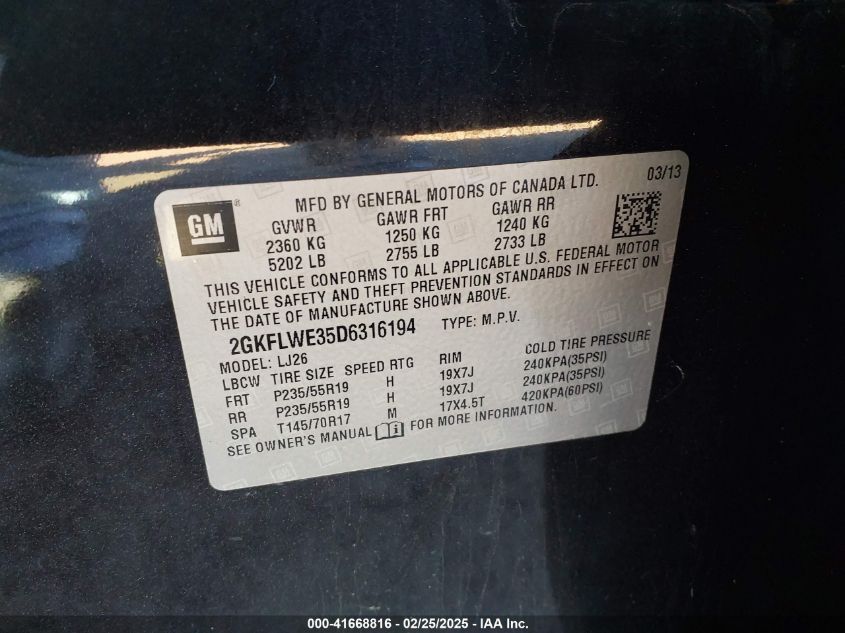 GM ®
MFD BY GENERAL MOTORS OF CANADA LTD. 03/13
GVWR GAWR FRT GAWR RR
2360 KG 1250 KG 1240 KG
5202 LB 2755 LB 2733 LB
THIS VEHICLE CONFORMS TO ALL APPLICABLE U.S. FEDERAL MOTOR
VEHICLE SAFETY AND THEFT PREVENTION STANDARDS IN EFFECT ON
THE DATE OF MANUFACTURE SHOWN ABOVE.
2GKFLWE35D6316194 TYPE: M.P.V.
MODEL: LJ26
LBCW TIRE SIZE SPEED RTG RIM COLD TIRE PRESSURE
FRT P235/55R19 H 19X7J 240KPA(35PSI)
RR P235/55R19 H 19X7J 240KPA(35PSI)
SPA T145/70R17 M 17X4.5T 420KPA(60PSI)
SEE OWNER'S MANUAL i FOR MORE INFORMATION.
000-41668816 - 02/25/2025 - IAA Inc.